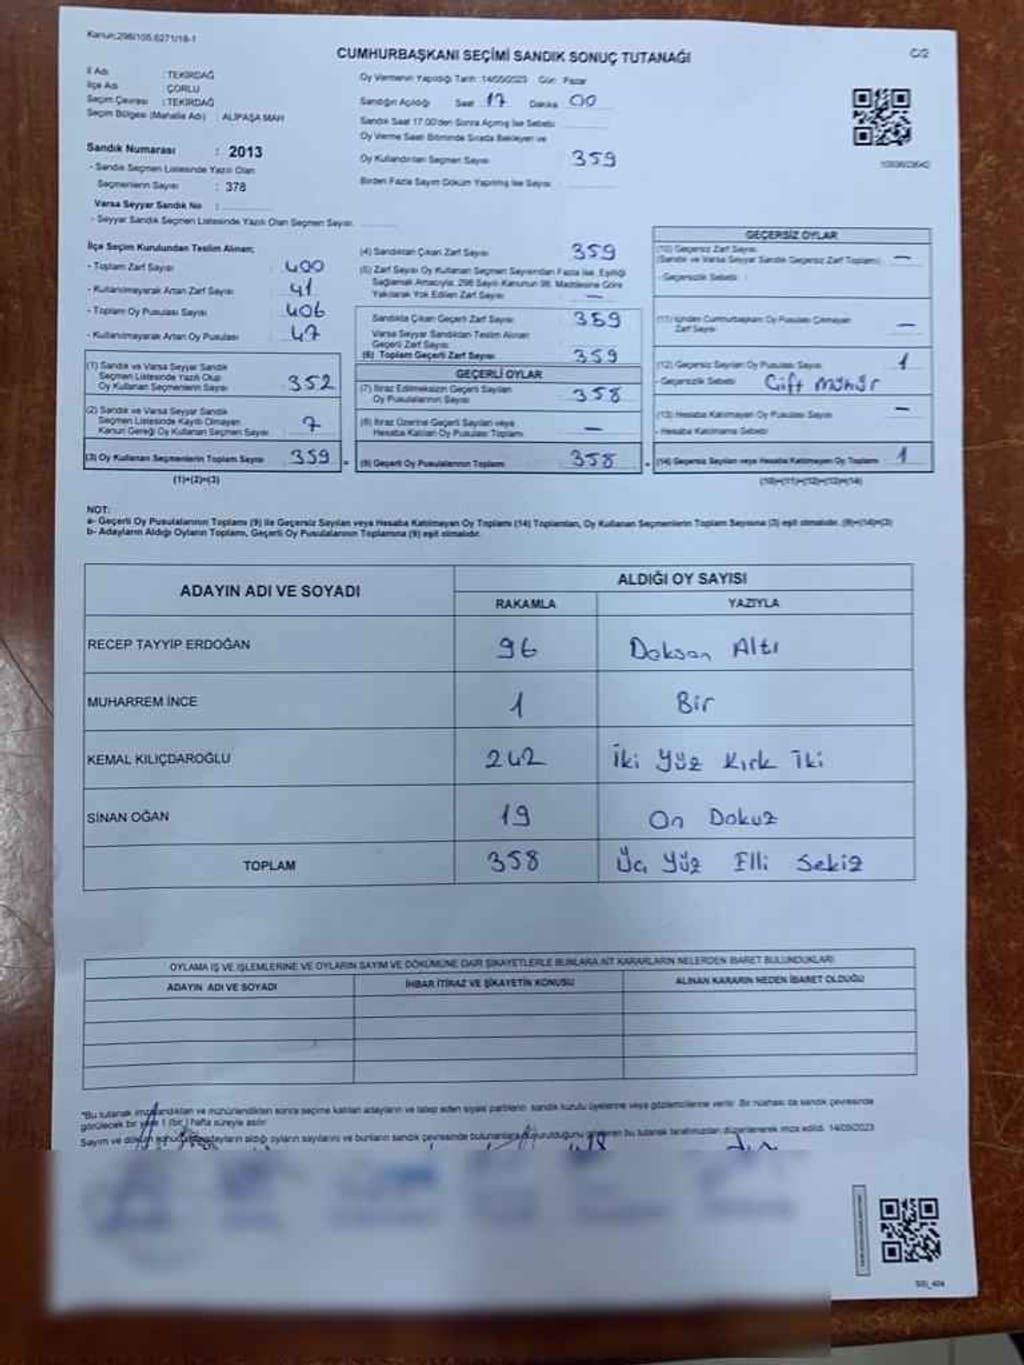 Kanun:298/105.6271/18-1
CUMHURBAŞKANI SEÇİMİ SANDIK SONUÇ TUTANAĞI
C/2
İl Adı : TEKİRDAĞ
İlçe Adı : ÇORLU
Seçim Çevresi : TEKİRDAĞ
Seçim Bölgesi (Mahalle Adı) : ALİPAŞA MAH
Sandık Numarası : 2013
- Sandık Seçmen Listesinde Yazılı Olan
Seçmenlerin Sayısı : 378
Varsa Seyyar Sandık No :
- Seyyar Sandık Seçmen Listesinde Yazılı Olan Seçmen Sayısı
Oy Vermenin Yapıldığı Tarih :14/05/2023 Gün: Pazar
Sandığın Açıldığı Saat 17 Dakika 00
Sandık Saat 17.00'den Sonra Açılmış İse Sebebi
Oy Verme Saati Bitiminde Sırada Bekleyen ve
Oy Kullandırılan Seçmen Sayısı 359
Birden Fazla Sayım Döküm Yapılmış İse Sayısı
İlçe Seçim Kurulundan Teslim Alınan;
- Toplam Zarf Sayısı 400
- Kullanılmayarak Artan Zarf Sayısı 41
- Toplam Oy Pusulası Sayısı 406
- Kullanılmayarak Artan Oy Pusulası 47
(1) Sandık ve Varsa Seyyar Sandık
Seçmen Listesinde Yazılı Olup
Oy Kullanan Seçmenlerin Sayısı 352
(2) Sandık ve Varsa Seyyar Sandık
Seçmen Listesinde Kayıtlı Olmayan
Kanun Gereği Oy Kullanan Seçmen Sayısı 7
(3) Oy Kullanan Seçmenlerin Toplam Sayısı 359
(1)+(2)=(3)
(4) Sandıktan Çıkan Zarf Sayısı 359
(5) Zarf Sayısı Oy Kullanan Seçmen Sayısından Fazla İse, Eşitliği
Sağlamak Amacıyla, 298 Sayılı Kanunun 98. Maddesine Göre
Yakılarak Yok Edilen Zarf Sayısı —
Sandıkta Çıkan Geçerli Zarf Sayısı 359
Varsa Seyyar Sandıktan Teslim Alınan
Geçerli Zarf Sayısı
(6) Toplam Geçerli Zarf Sayısı 359
GEÇERLİ OYLAR
(7) İtiraz Edilmeksizin Geçerli Sayılan
Oy Pusulalarının Sayısı 358
(8) İtiraz Üzerine Geçerli Sayılan veya
Hesaba Katılan Oy Pusulası Toplamı —
(9) Geçerli Oy Pusulalarının Toplamı 358
GEÇERSİZ OYLAR
(10) Geçersiz Zarf Sayısı
(Sandık ve Varsa Seyyar Sandık Geçersiz Zarf Toplamı) —
- Geçersizlik Sebebi :
(11) İçinden Cumhurbaşkanı Oy Pusulası Çıkmayan
Zarf Sayısı —
(12) Geçersiz Sayılan Oy Pusulası Sayısı 1
- Geçersizlik Sebebi Çift Mühür
(13) Hesaba Katılmayan Oy Pusulası Sayısı —
- Hesaba Katılmama Sebebi
(14) Geçersiz Sayılan veya Hesaba Katılmayan Oy Toplamı 1
(10)+(11)+(12)+(13)=(14)
NOT:
a- Geçerli Oy Pusulalarının Toplamı (9) ile Geçersiz Sayılan veya Hesaba Katılmayan Oy Toplamı (14) Toplamları, Oy Kullanan Seçmenlerin Toplam Sayısına (3) eşit olmalıdır. (9)+(14)=(3)
b- Adayların Aldığı Oyların Toplamı, Geçerli Oy Pusulalarının Toplamına (9) eşit olmalıdır.
ADAYIN ADI VE SOYADI ALDIĞI OY SAYISI
RAKAMLA YAZIYLA
RECEP TAYYİP ERDOĞAN 96 Doksan Altı
MUHARREM İNCE 1 Bir
KEMAL KILIÇDAROĞLU 242 İki Yüz Kırk İki
SİNAN OĞAN 19 On Dokuz
TOPLAM 358 Üç Yüz Elli Sekiz
OYLAMA İŞ VE İŞLEMLERİNE VE OYLARIN SAYIM VE DÖKÜMÜNE DAİR ŞİKAYETLERLE BUNLARA AİT KARARLARIN NELERDEN İBARET BULUNDUKLARI
ADAYIN ADI VE SOYADI İHBAR İTİRAZ VE ŞİKAYETİN KONUSU ALINAN KARARIN NEDEN İBARET OLDUĞU
*Bu tutanak imzalandıktan ve mühürlendikten sonra seçime katılan adayların ve talep eden siyasi partilerin sandık kurulu üyelerine veya gözlemcilerine verilir. Bir nüshası da sandık çevresinde
görülecek bir yere 1 (bir) hafta süreyle asılır.
Sayım ve döküm sonucu adayların aldığı oyların sayılarını ve bunların sandık çevresinde bulunanlara duyurulduğunu gösteren bu tutanak tarafımızdan düzenlenerek imza edildi. 14/05/2023